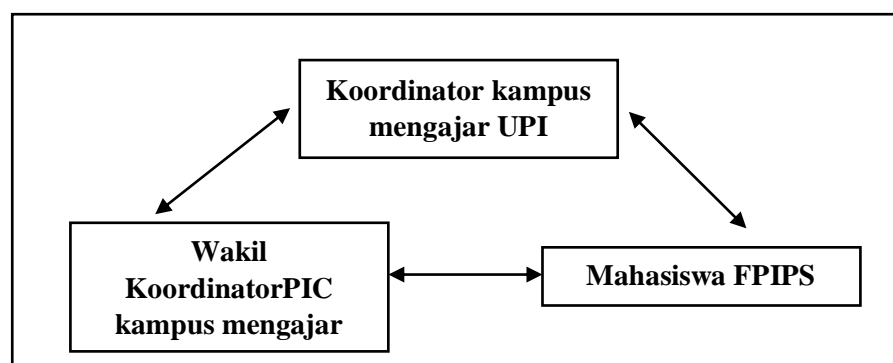 Koordinator kampus
mengajar UPI
Wakil
KoordinatorPIC
kampus mengajar
Mahasiswa FPIPS